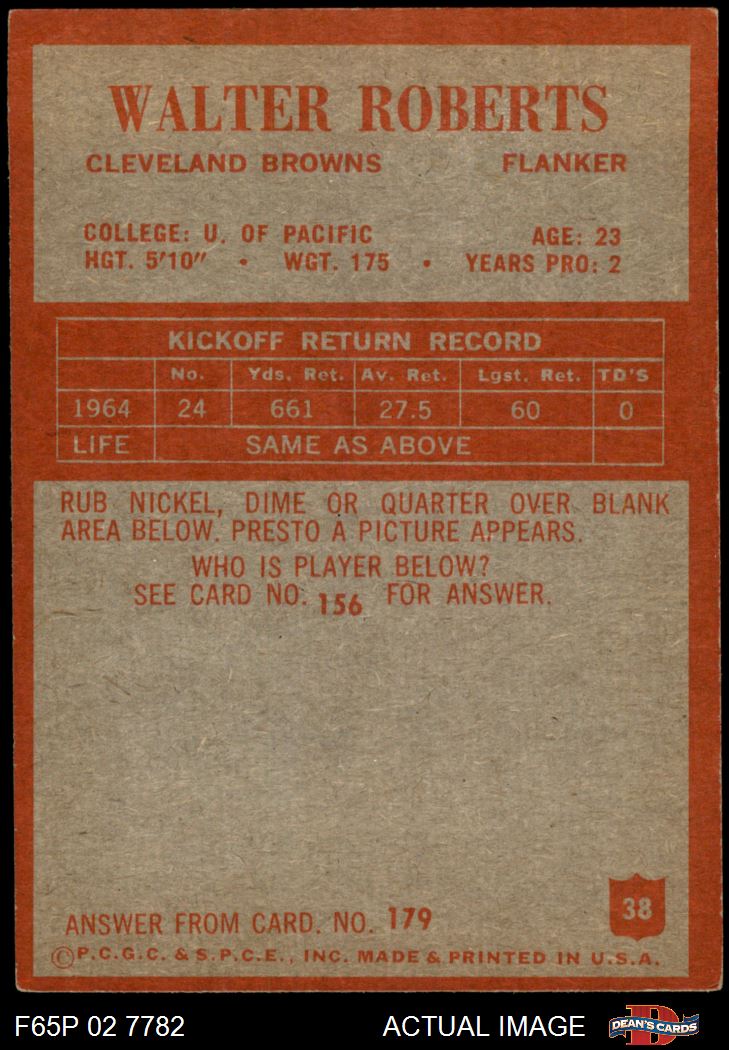 WALTER ROBERTS
CLEVELAND BROWNS FLANKER
COLLEGE: U. OF PACIFIC AGE: 23
HGT. 5'10" • WGT. 175 • YEARS PRO: 2
KICKOFF RETURN RECORD
No. Yds. Ret. Av. Ret. Lgst. Ret. TD'S
1964 24 661 27.5 60 0
LIFE SAME AS ABOVE
RUB NICKEL, DIME OR QUARTER OVER BLANK
AREA BELOW. PRESTO A PICTURE APPEARS.
WHO IS PLAYER BELOW?
SEE CARD NO. 156 FOR ANSWER.
38
ANSWER FROM CARD. NO. 179
©P.C.G.C. & S.P.C.E., INC. MADE & PRINTED IN U.S.A.
F65P 02 7782 ACTUAL IMAGE D DEAN'S CARDS